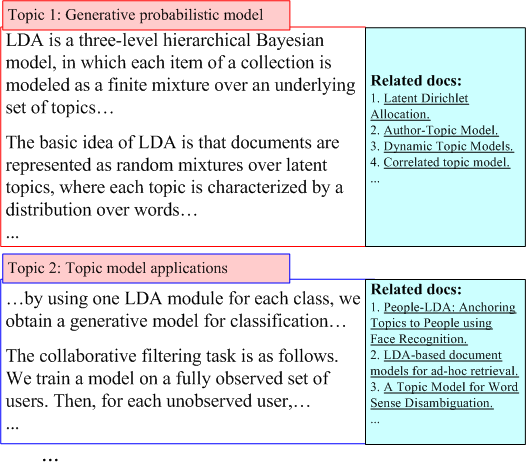 Topic 1: Generative probabilistic model
LDA is a three-level hierarchical Bayesian
model, in which each item of a collection is
modeled as a finite mixture over an underlying
set of topics…
The basic idea of LDA is that documents are
represented as random mixtures over latent
topics, where each topic is characterized by a
distribution over words…
...
Related docs:
1. Latent Dirichlet
Allocation.
2. Author-Topic Model.
3. Dynamic Topic Models.
4. Correlated topic model.
...
Topic 2: Topic model applications
…by using one LDA module for each class, we
obtain a generative model for classification…
The collaborative filtering task is as follows.
We train a model on a fully observed set of
users. Then, for each unobserved user,…
...
Related docs:
1. People-LDA: Anchoring
Topics to People using
Face Recognition.
2. LDA-based document
models for ad-hoc retrieval.
3. A Topic Model for Word
Sense Disambiguation.
...
...